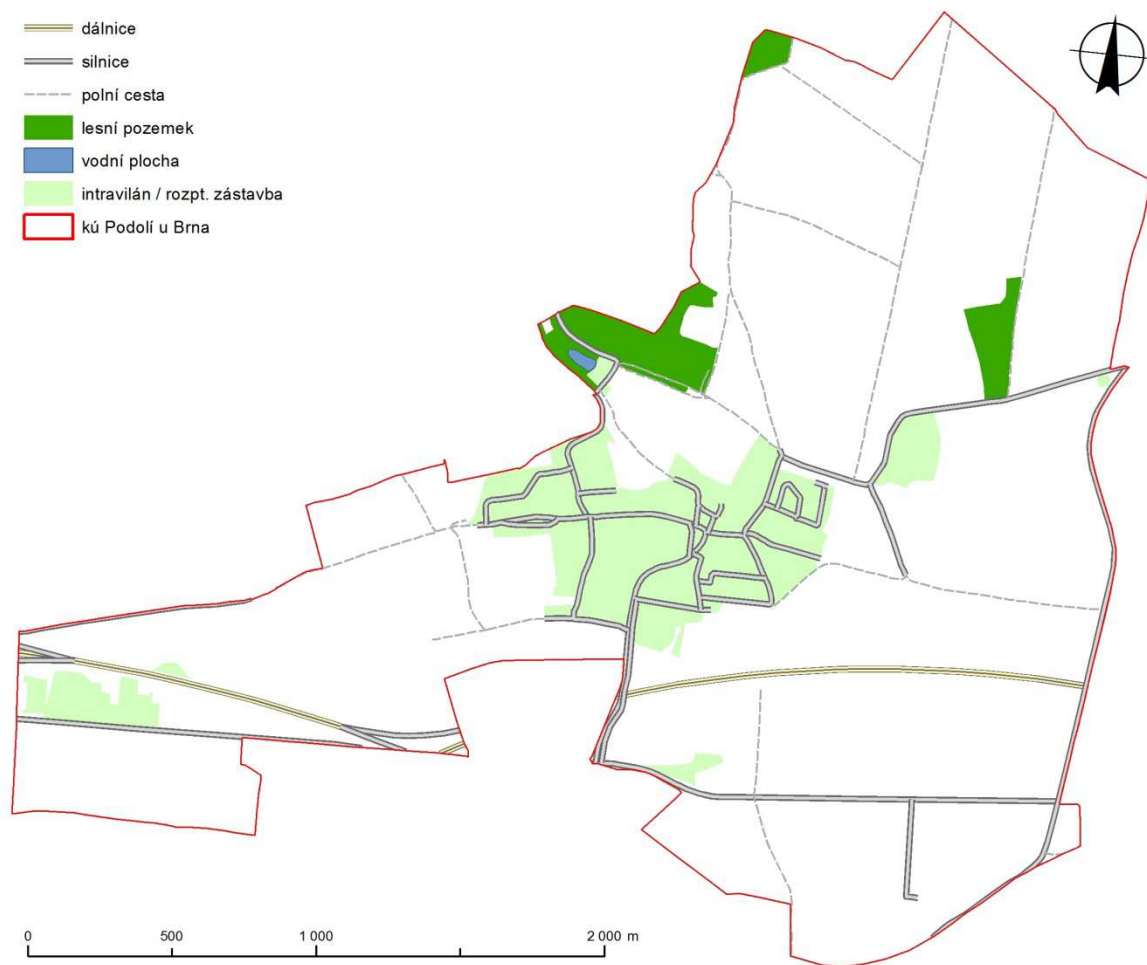 dálnice
silnice
polní cesta
lesní pozemek
vodní plocha
intravilán / rozpt. zástavba
kú Podolí u Brna
0 500 1 000 2 000 m